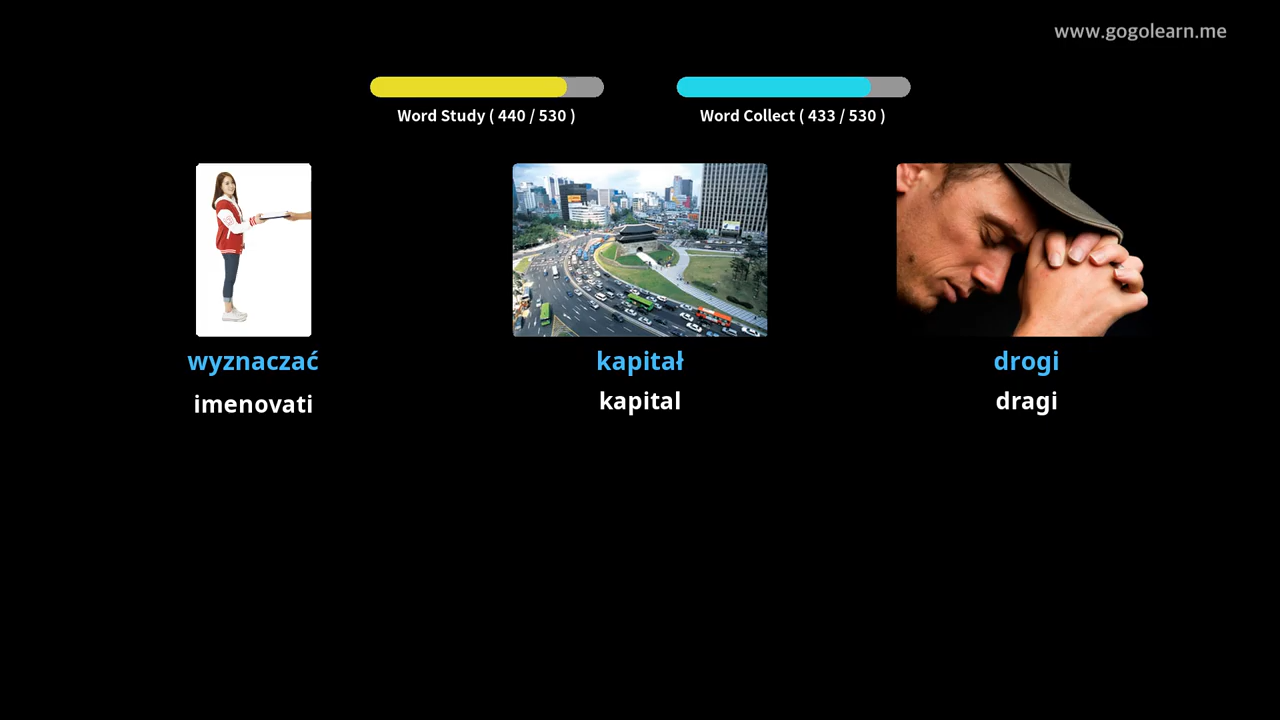 www.gogolearn.me
Word Study ( 440 / 530 )
Word Collect ( 433 / 530 )
wyznaczać
imenovati
kapitał
kapital
drogi
dragi